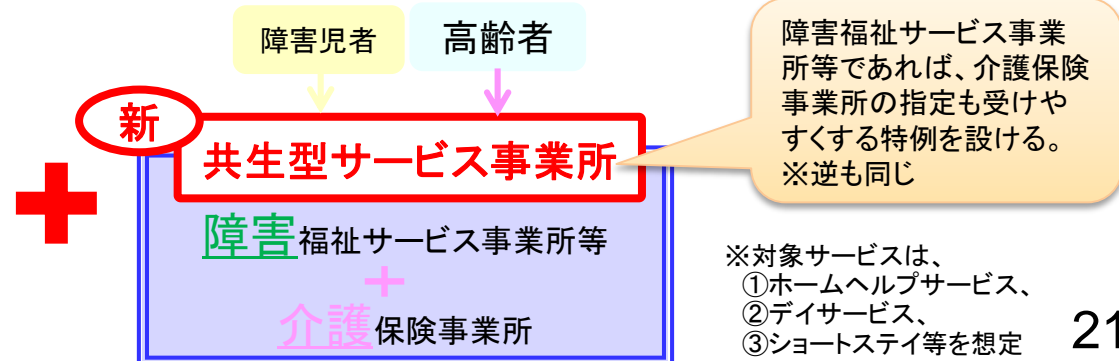 障害児者
高齢者
新
共生型サービス事業所
障害福祉サービス事業所等
+
介護保険事業所
障害福祉サービス事業
所等であれば、介護保険
事業所の指定も受けや
すくする特例を設ける。
※逆も同じ
※対象サービスは、
①ホームヘルプサービス、
②デイサービス、
③ショートステイ等を想定
21